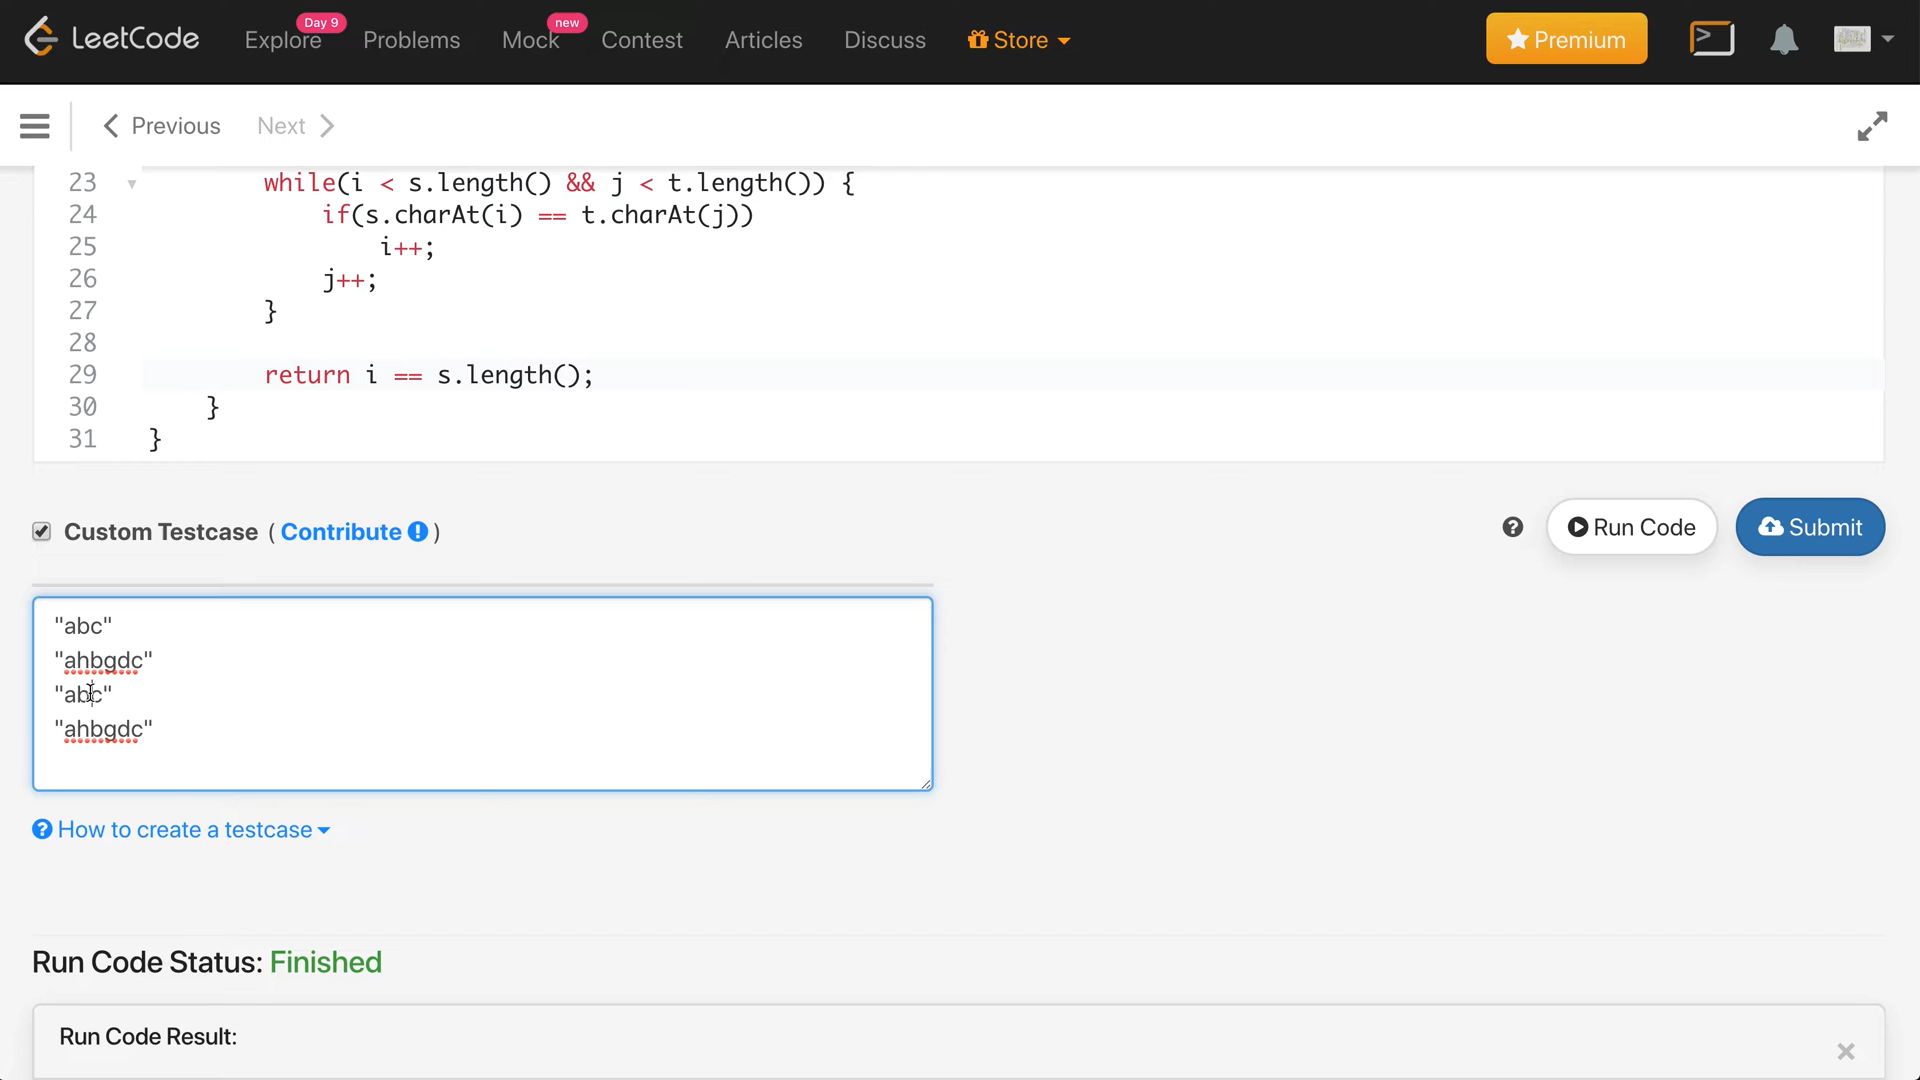 LeetCode Explore Day 9 Problems Mock new Contest Articles Discuss Store Premium
Previous Next
23 while(i < s.length() && j < t.length()) {
24 if(s.charAt(i) == t.charAt(j))
25 i++;
26 j++;
27 }
28
29 return i == s.length();
30 }
31 }
Custom Testcase ( Contribute ! ) ? Run Code Submit
"abc"
"ahbgdc"
"abc"
"ahbgdc"
? How to create a testcase
Run Code Status: Finished
Run Code Result: ×